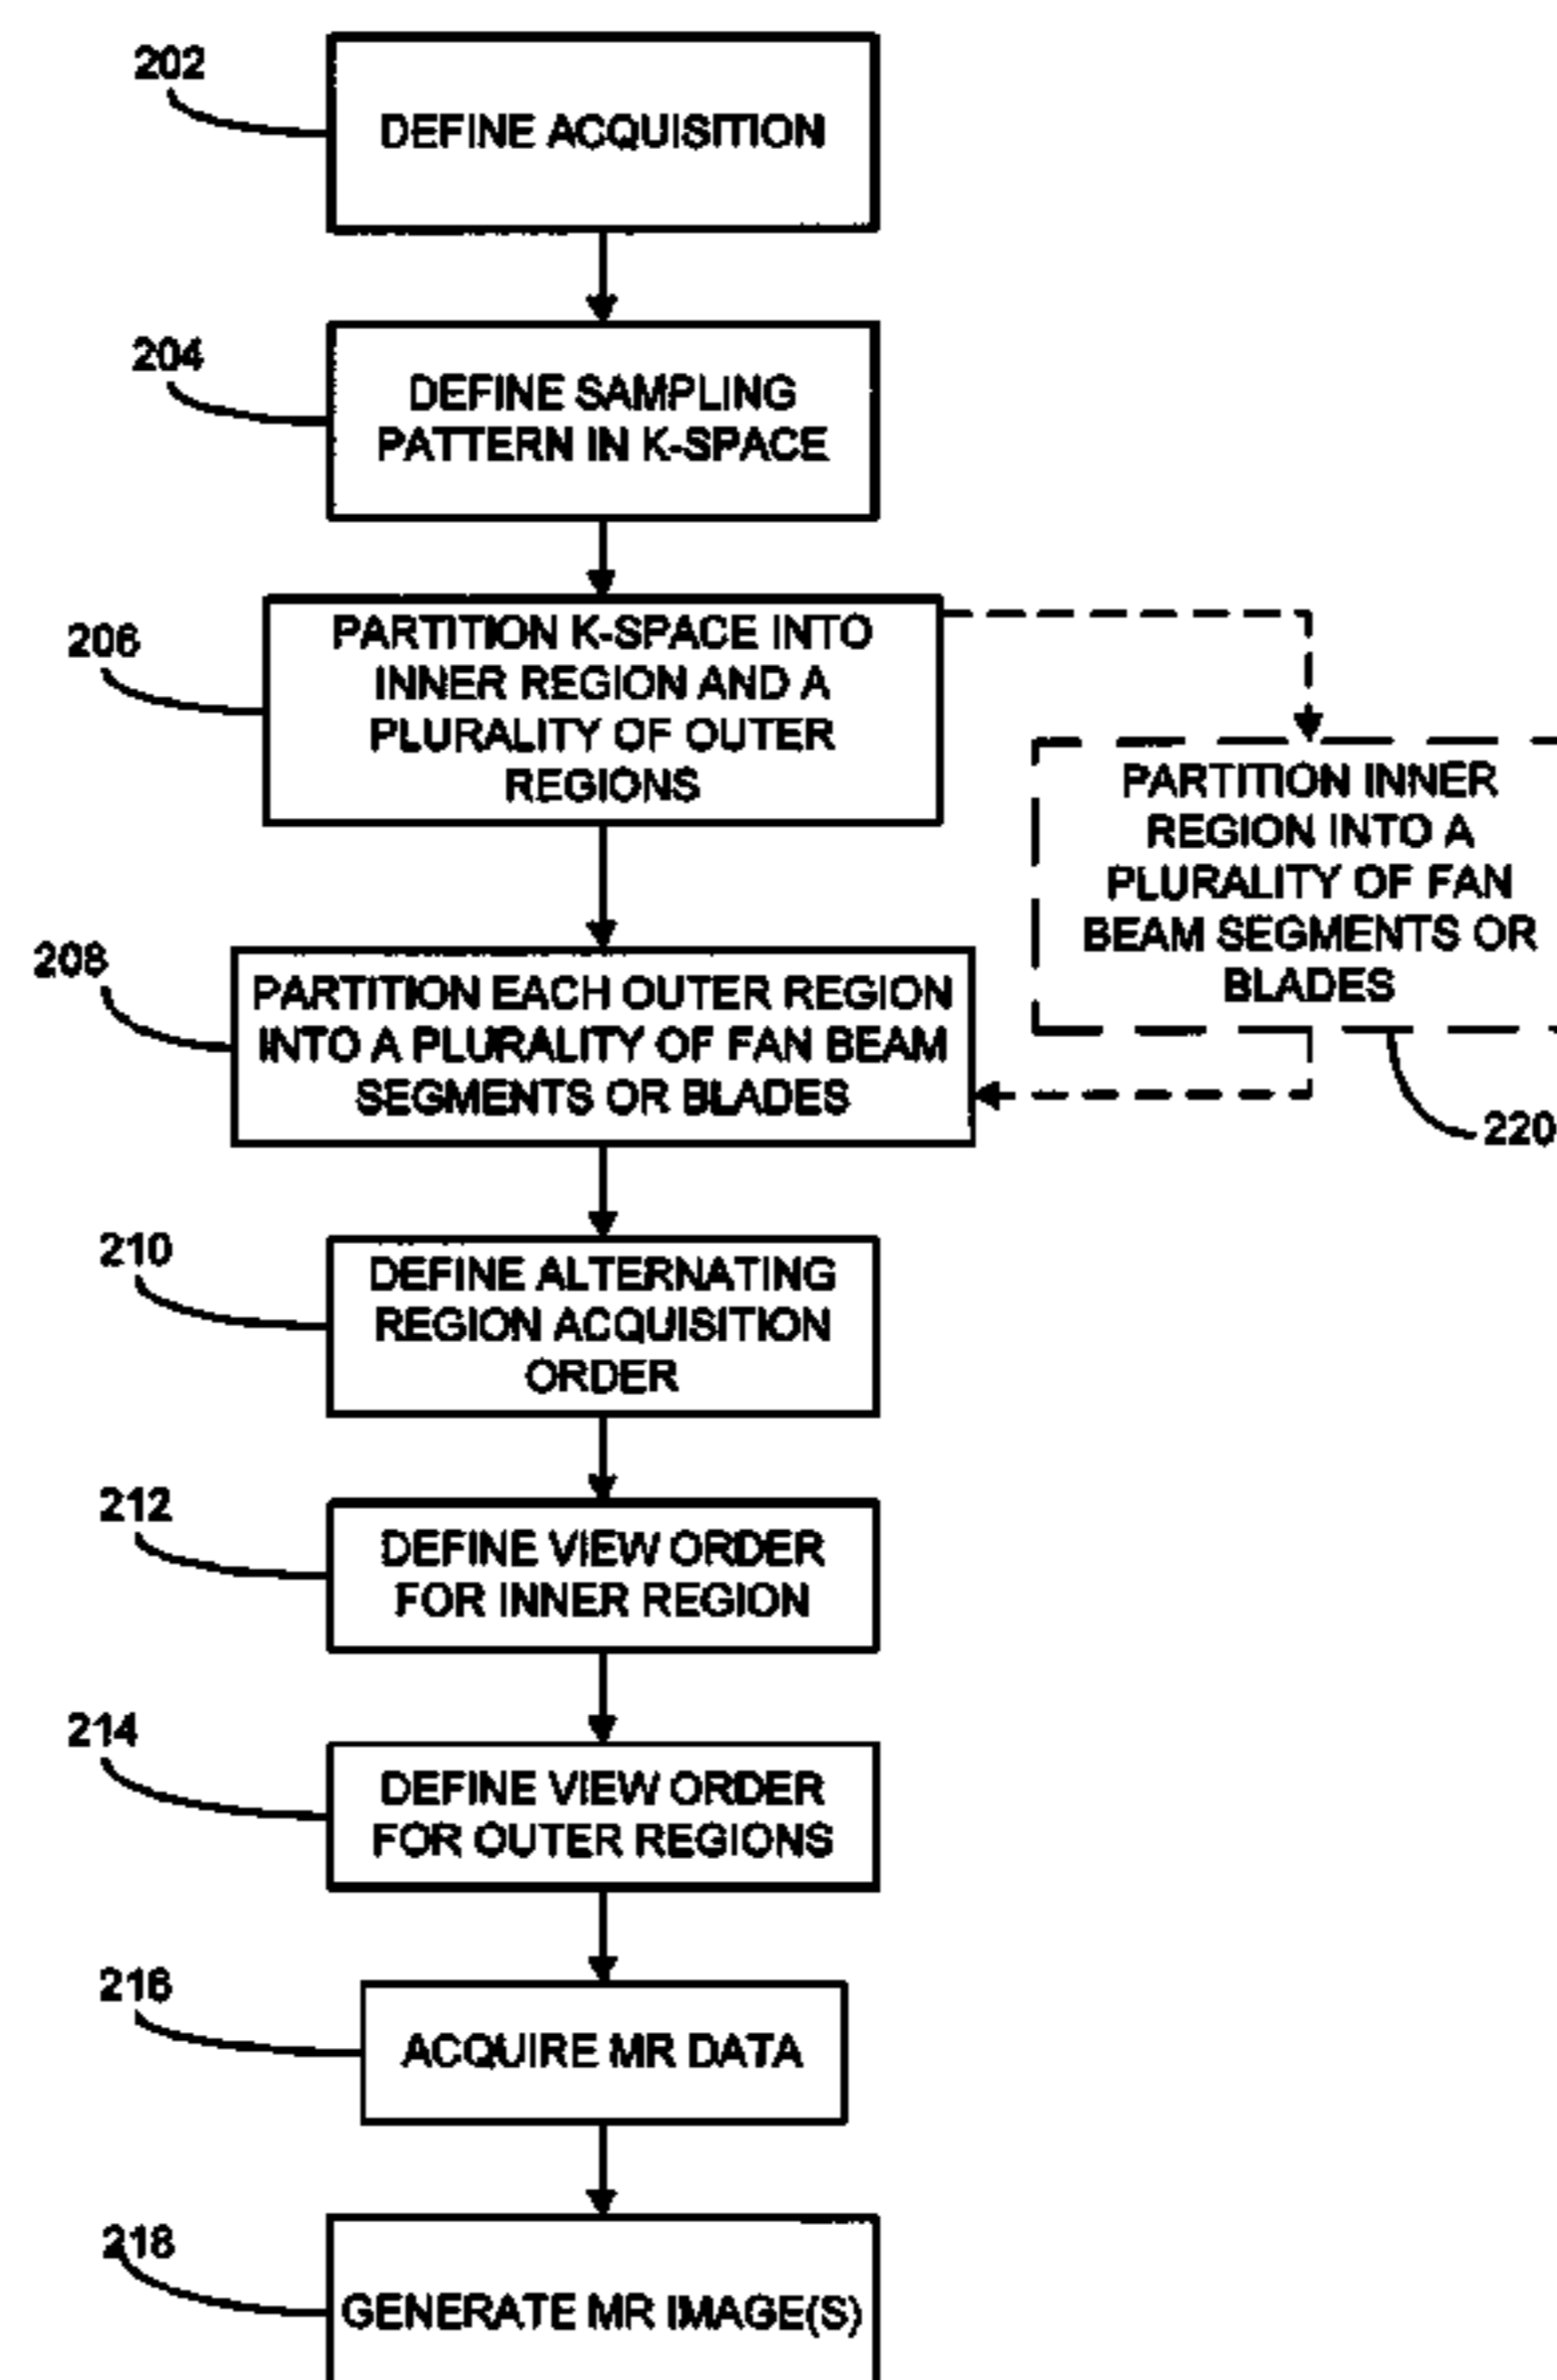 202
DEFINE ACQUISITION
204
DEFINE SAMPLING
PATTERN IN K-SPACE
206
PARTITION K-SPACE INTO
INNER REGION AND A
PLURALITY OF OUTER
REGIONS
PARTITION INNER
REGION INTO A
PLURALITY OF FAN
BEAM SEGMENTS OR
BLADES
220
208
PARTITION EACH OUTER REGION
INTO A PLURALITY OF FAN BEAM
SEGMENTS OR BLADES
210
DEFINE ALTERNATING
REGION ACQUISITION
ORDER
212
DEFINE VIEW ORDER
FOR INNER REGION
214
DEFINE VIEW ORDER
FOR OUTER REGIONS
216
ACQUIRE MR DATA
218
GENERATE MR IMAGE(S)